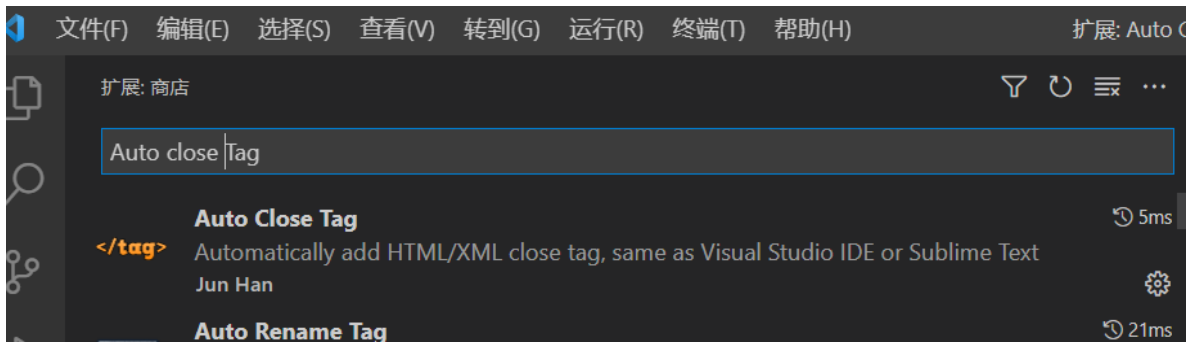 文件(F) 编辑(E) 选择(S) 查看(V) 转到(G) 运行(R) 终端(T) 帮助(H) 扩展: Auto C
扩展: 商店
Auto close Tag
Auto Close Tag 5ms
</tag> Automatically add HTML/XML close tag, same as Visual Studio IDE or Sublime Text
Jun Han
Auto Rename Tag 21ms